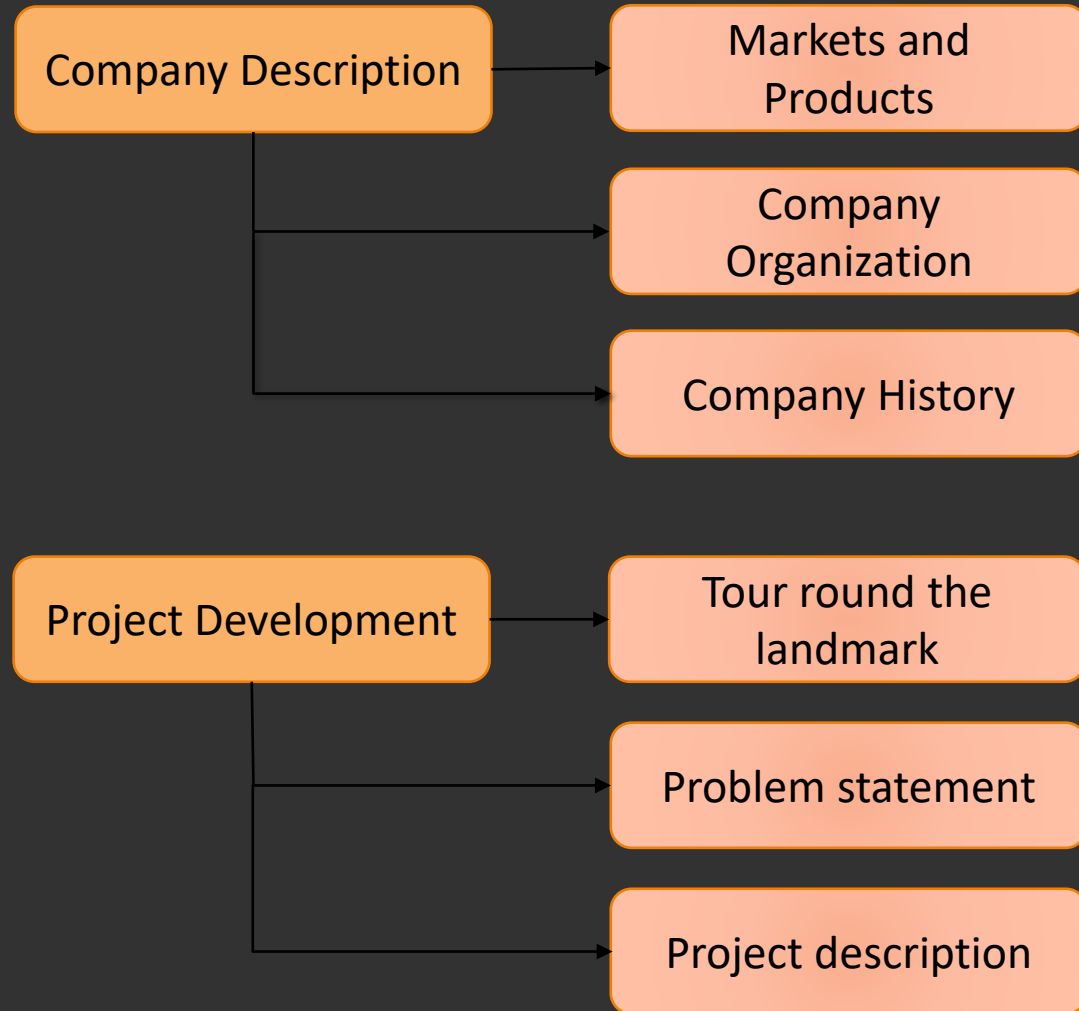 Company Description
Markets and
Products
Company
Organization
Company History
Project Development
Tour round the
landmark
Problem statement
Project description